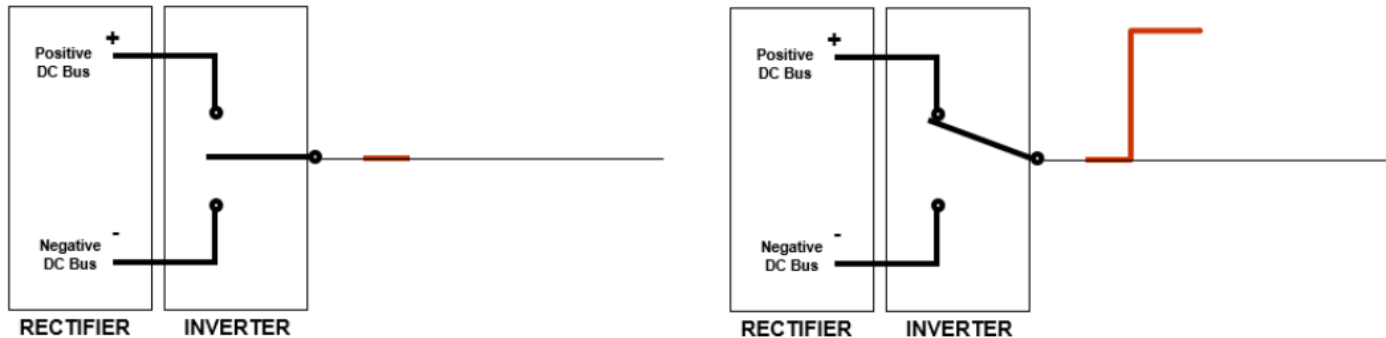 +
Positive
DC Bus
-
Negative
DC Bus
RECTIFIER INVERTER
+
Positive
DC Bus
-
Negative
DC Bus
RECTIFIER INVERTER